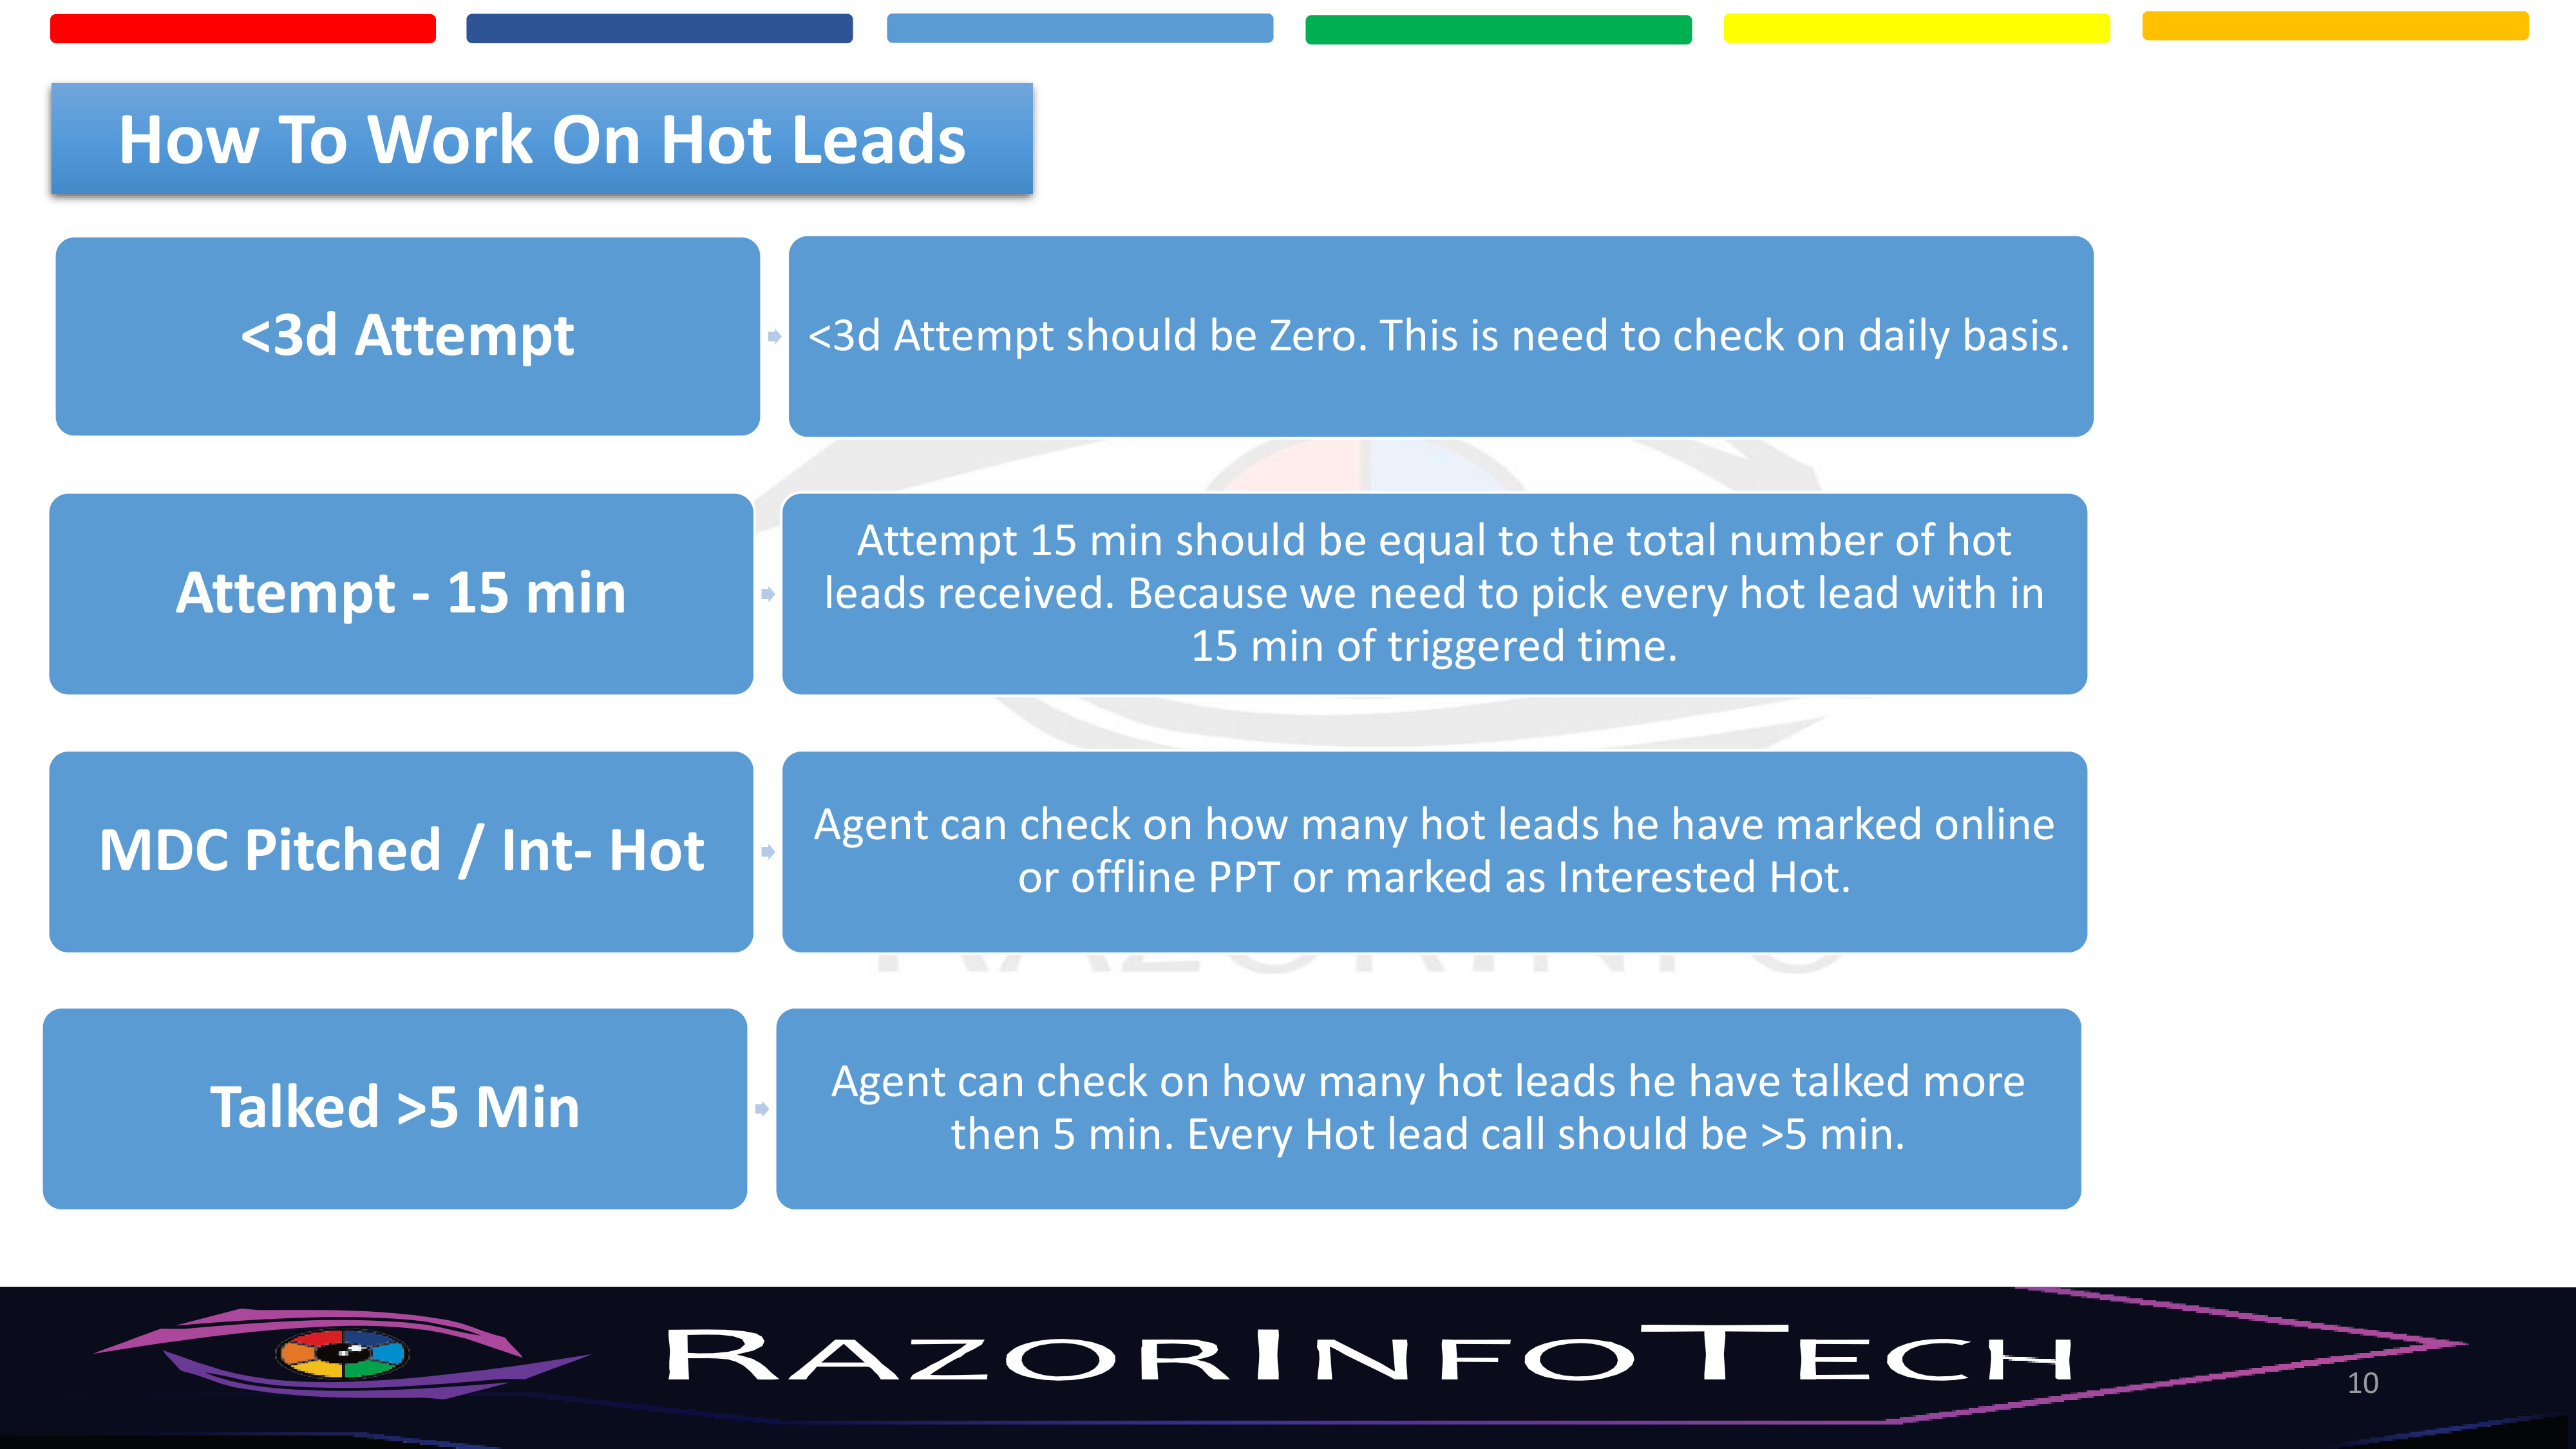 How To Work On Hot Leads
<3d Attempt
<3d Attempt should be Zero. This is need to check on daily basis.
Attempt - 15 min
Attempt 15 min should be equal to the total number of hot
leads received. Because we need to pick every hot lead with in
15 min of triggered time.
MDC Pitched / Int- Hot
Agent can check on how many hot leads he have marked online
or offline PPT or marked as Interested Hot.
Talked >5 Min
Agent can check on how many hot leads he have talked more
then 5 min. Every Hot lead call should be >5 min.
RAZORINFOTECH
10